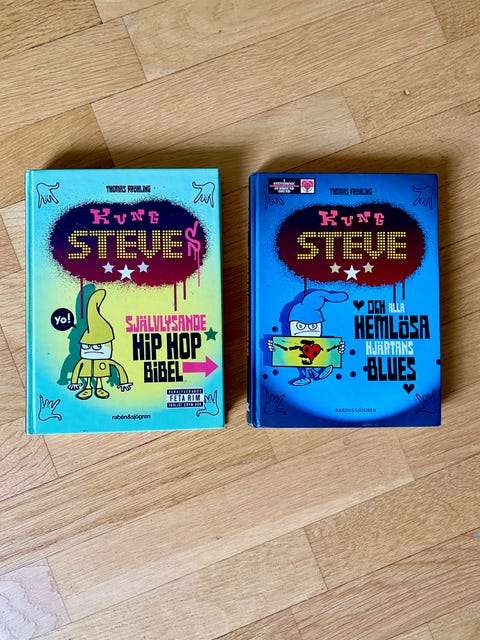 THOMAS FRÖHLING
KUNG
STEVES
Yo!
SJÄLVLYSANDE
HIP HOP
BIBEL
FETA RIM
rabén&sjögren
THOMAS FRÖHLING
KUNG
STEVE
OCH ALLA
HEMLÖSA
HJÄRTANS
BLUES
RABÉN&SJÖGREN